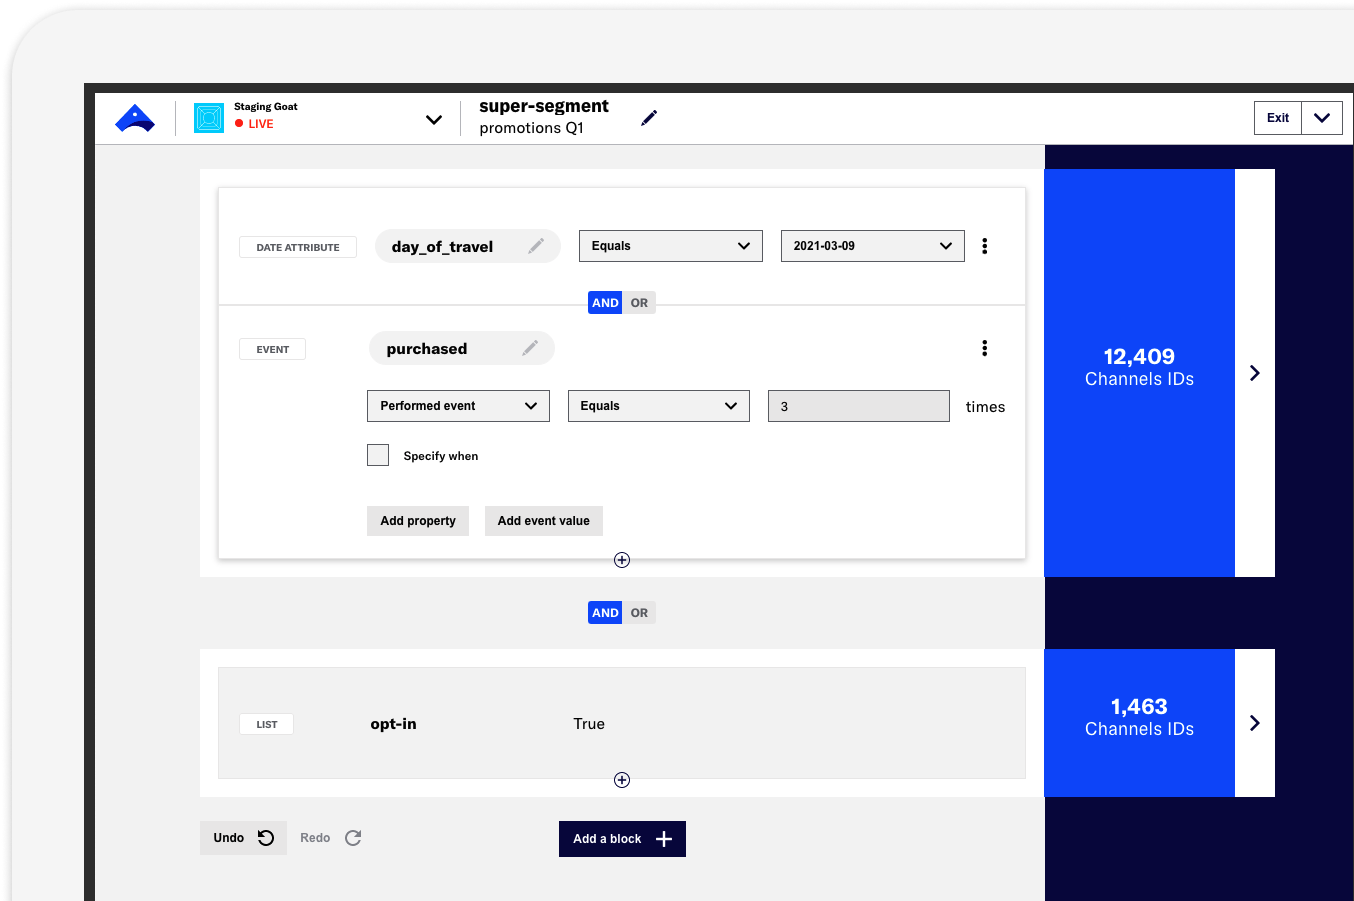 Staging Goat
LIVE
super-segment
promotions Q1
Exit
DATE ATTRIBUTE
day_of_travel
Equals
2021-03-09
AND OR
EVENT
purchased
Performed event
Equals
3
times
Specify when
Add property
Add event value
12,409
Channels IDs
AND OR
LIST
opt-in
True
1,463
Channels IDs
Undo
Redo
Add a block